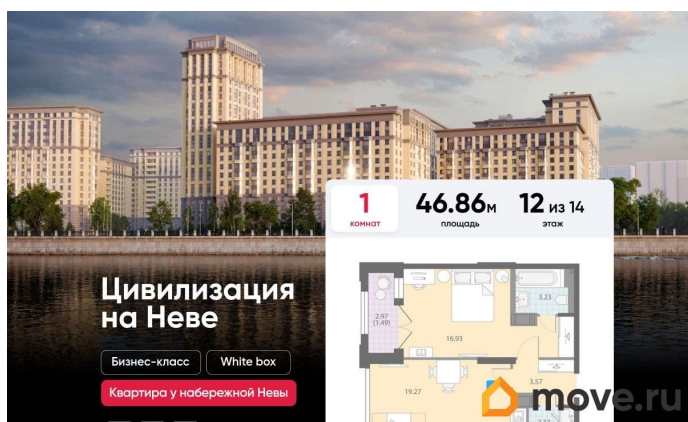 1
комнат
46.86м
площадь
12 из 14
этаж
Цивилизация
на Неве
Бизнес-класс
White box
Квартира у набережной Невы
2.97
(1.49)
16.93
3.23
19.27
3.57
move.ru